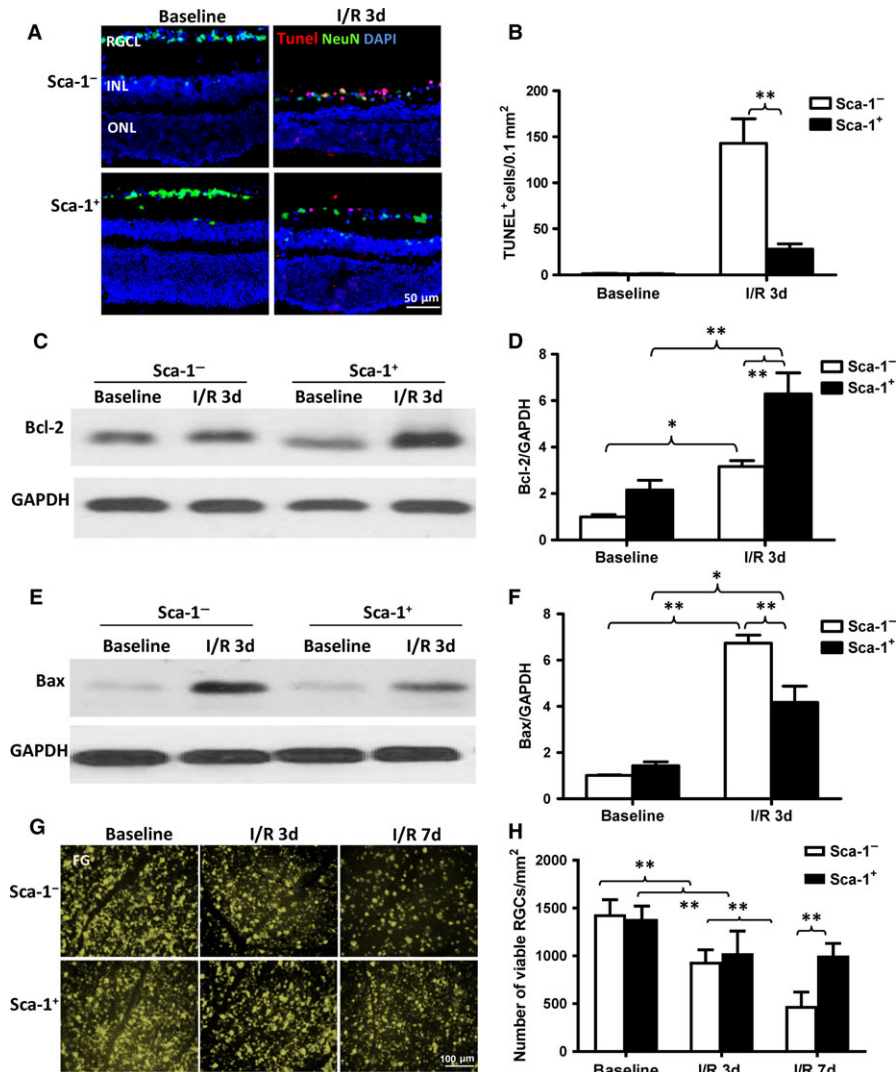 A
Baseline
I/R 3d
Sca-1⁻
RGCL
INL
ONL
Tunel NeuN DAPI
Sca-1⁺
50 μm
B
TUNEL⁺cells/0.1 mm²
200
150
100
50
0
Baseline
I/R 3d
**
Sca-1⁻
Sca-1⁺
C
Sca-1⁻
Sca-1⁺
Baseline
I/R 3d
Baseline
I/R 3d
Bcl-2
GAPDH
D
Bcl-2/GAPDH
8
6
4
2
0
Baseline
I/R 3d
**
**
*
Sca-1⁻
Sca-1⁺
E
Sca-1⁻
Sca-1⁺
Baseline
I/R 3d
Baseline
I/R 3d
Bax
GAPDH
F
Bax/GAPDH
8
6
4
2
0
Baseline
I/R 3d
*
**
**
Sca-1⁻
Sca-1⁺
G
Baseline
I/R 3d
I/R 7d
FG
Sca-1⁻
Sca-1⁺
100 μm
H
Number of viable RGCs/mm²
2000
1500
1000
500
0
Baseline
I/R 3d
I/R 7d
**
**
**
**
Sca-1⁻
Sca-1⁺